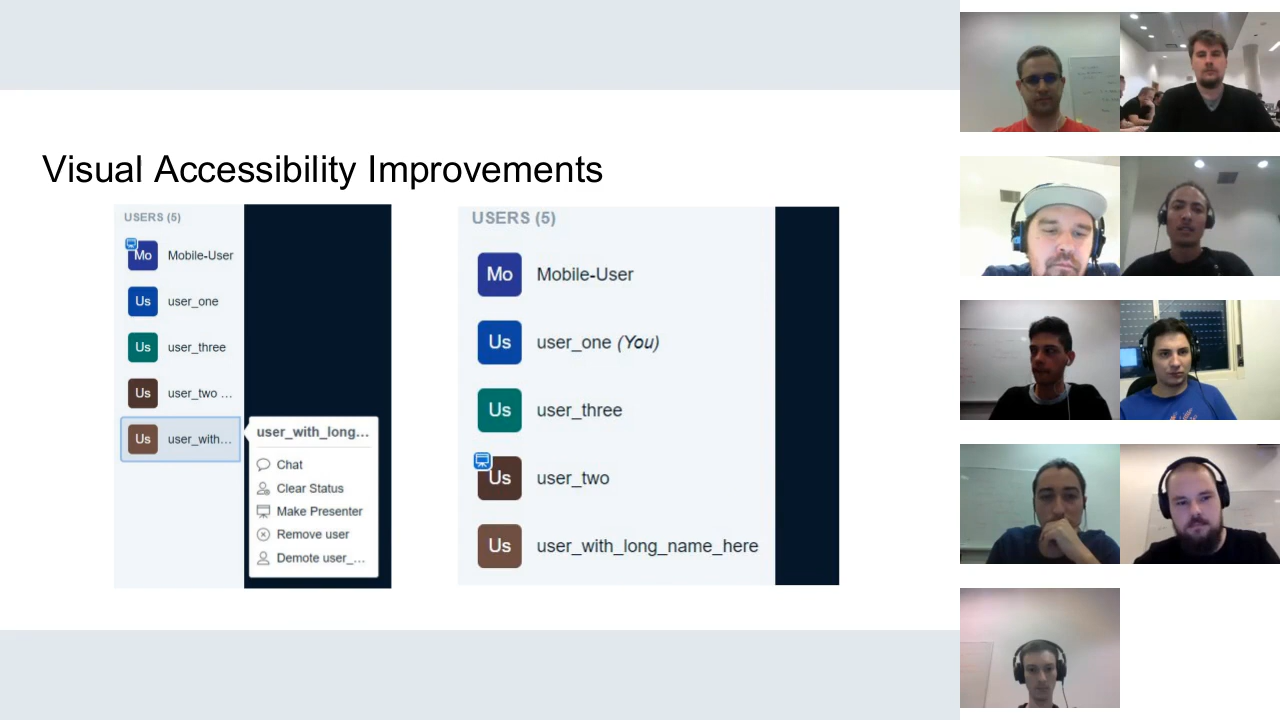 Visual Accessibility Improvements
USERS (5)
Mo Mobile-User
Us user_one
Us user_three
Us user_two ...
Us user_with...
user_with_long...
Chat
Clear Status
Make Presenter
Remove user
Demote user_...
USERS (5)
Mo Mobile-User
Us user_one (You)
Us user_three
Us user_two
Us user_with_long_name_here